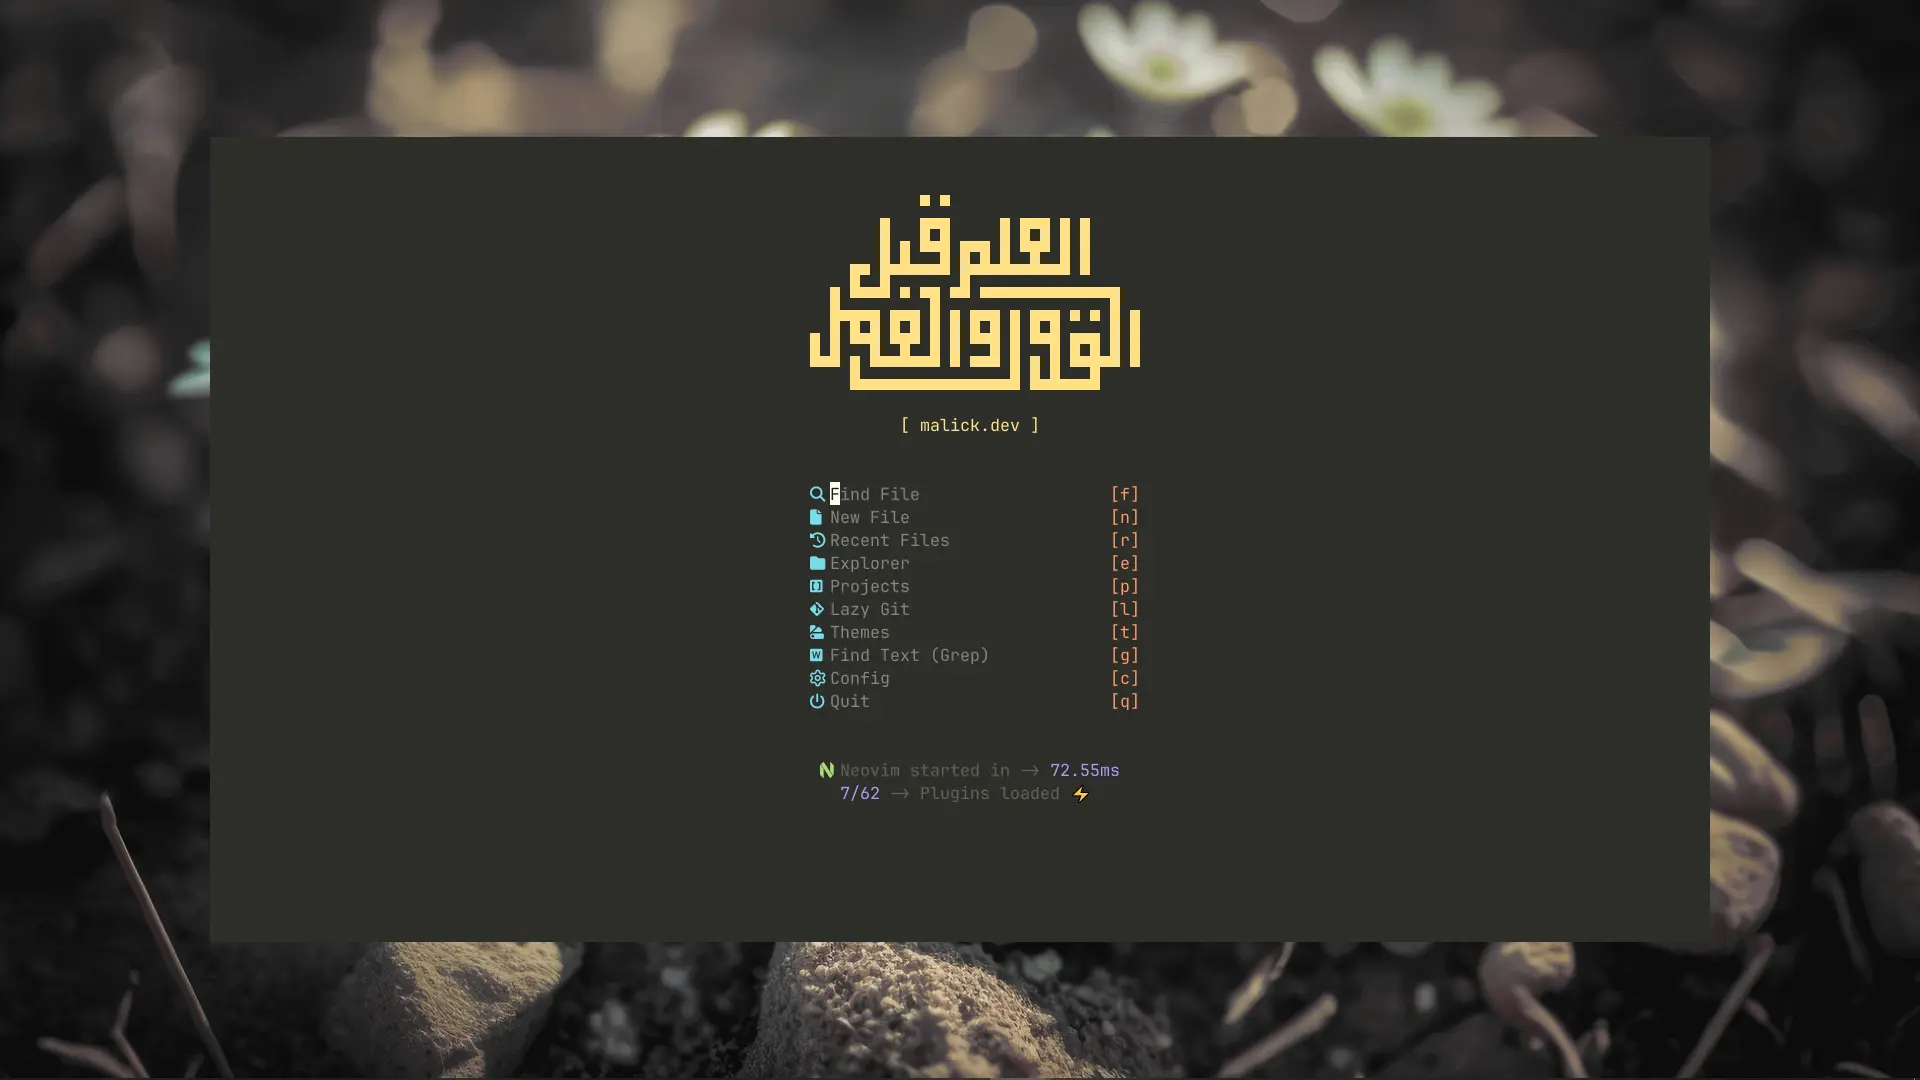 العلم قبل
القول والعمل
[ malick.dev ]
Find File [f]
New File [n]
Recent Files [r]
Explorer [e]
Projects [p]
Lazy Git [l]
Themes [t]
Find Text (Grep) [g]
Config [c]
Quit [q]
Neovim started in → 72.55ms
7/62 → Plugins loaded ⚡